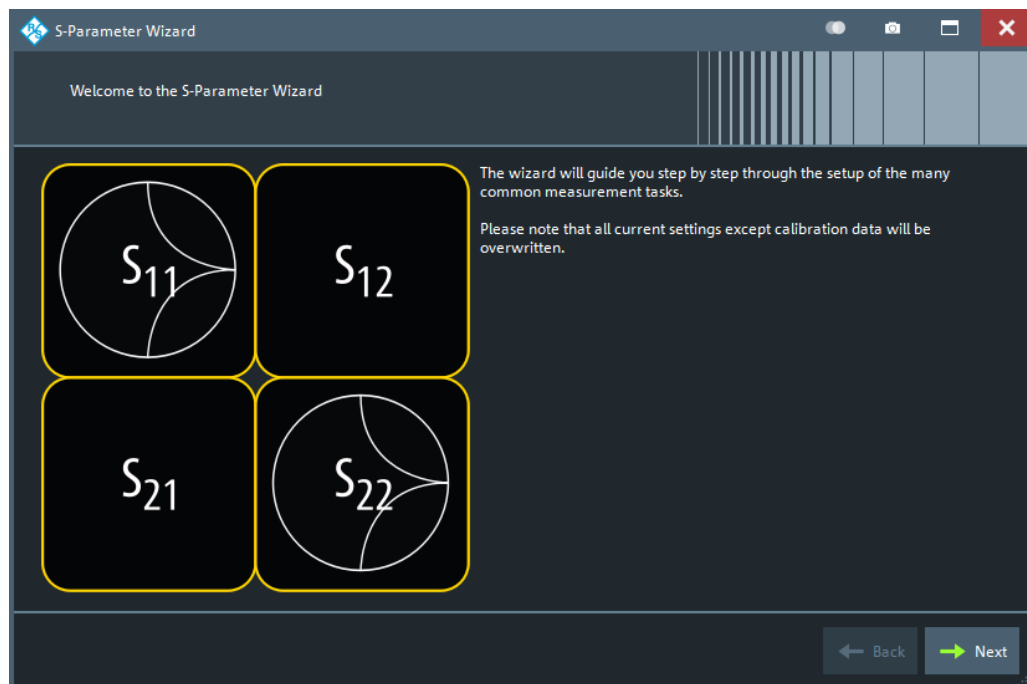 S-Parameter Wizard
Welcome to the S-Parameter Wizard
S11
S12
S21
S22
The wizard will guide you step by step through the setup of the many
common measurement tasks.
Please note that all current settings except calibration data will be
overwritten.
Back
Next